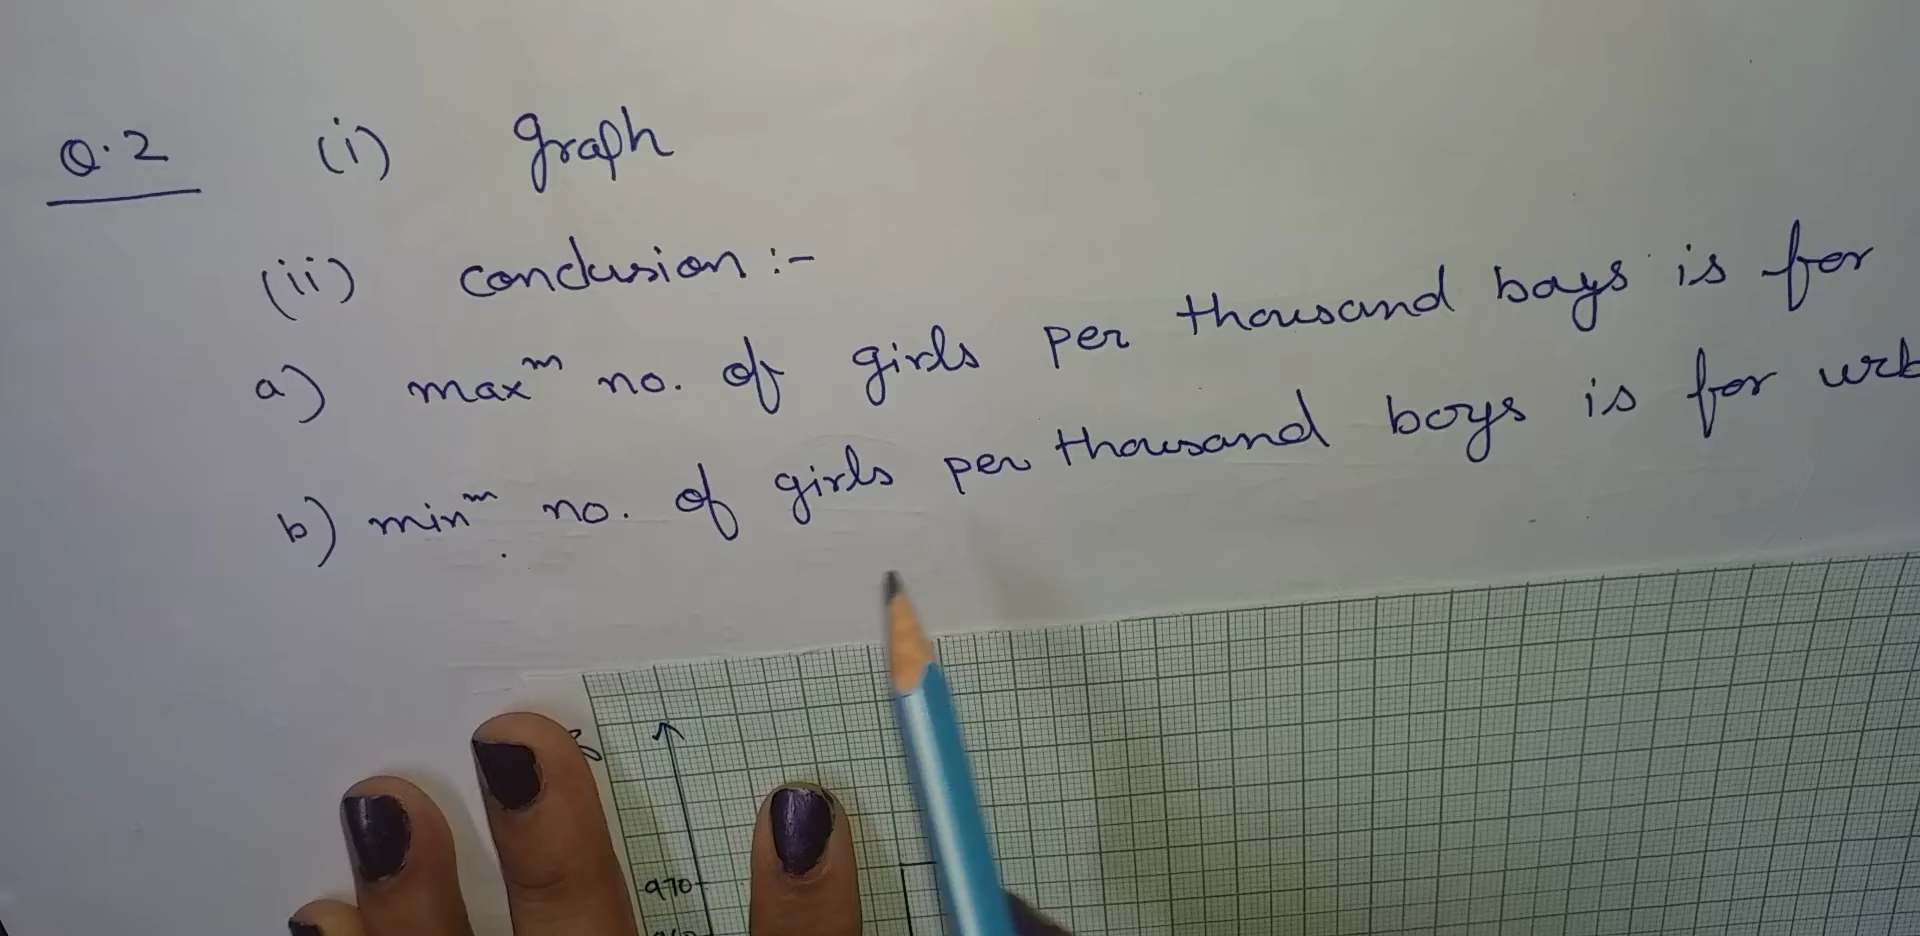 Q.2 (i) graph
(ii) conclusion :-
a) maxᵐ no. of girls per thousand boys is for
b) minᵐ no. of girls per thousand boys is for urb
970